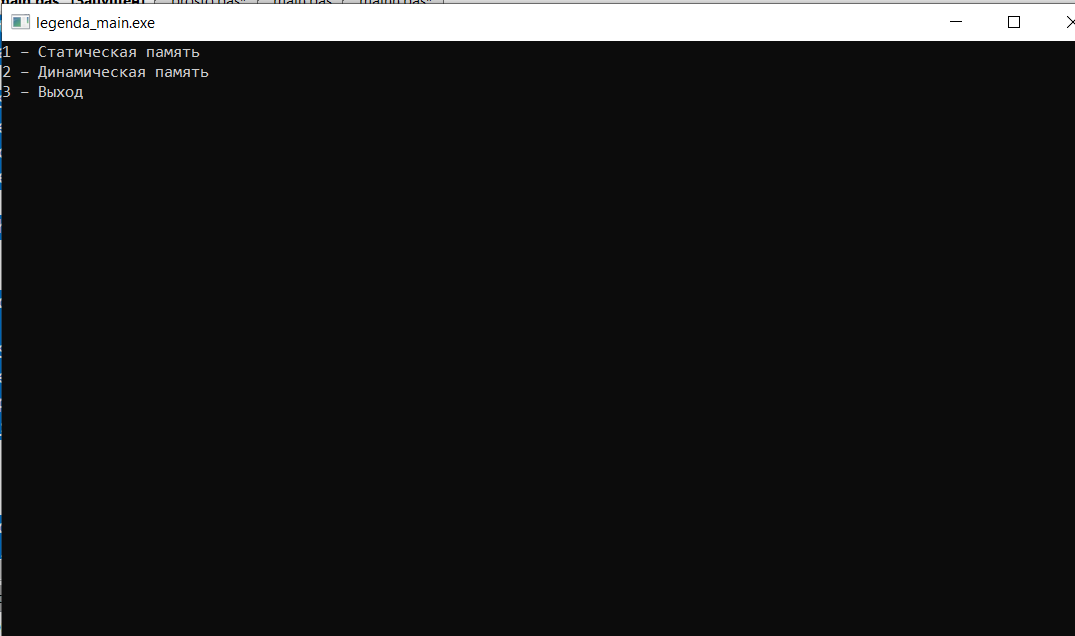 legenda_main.exe
1 – Статическая память
2 – Динамическая память
3 – Выход